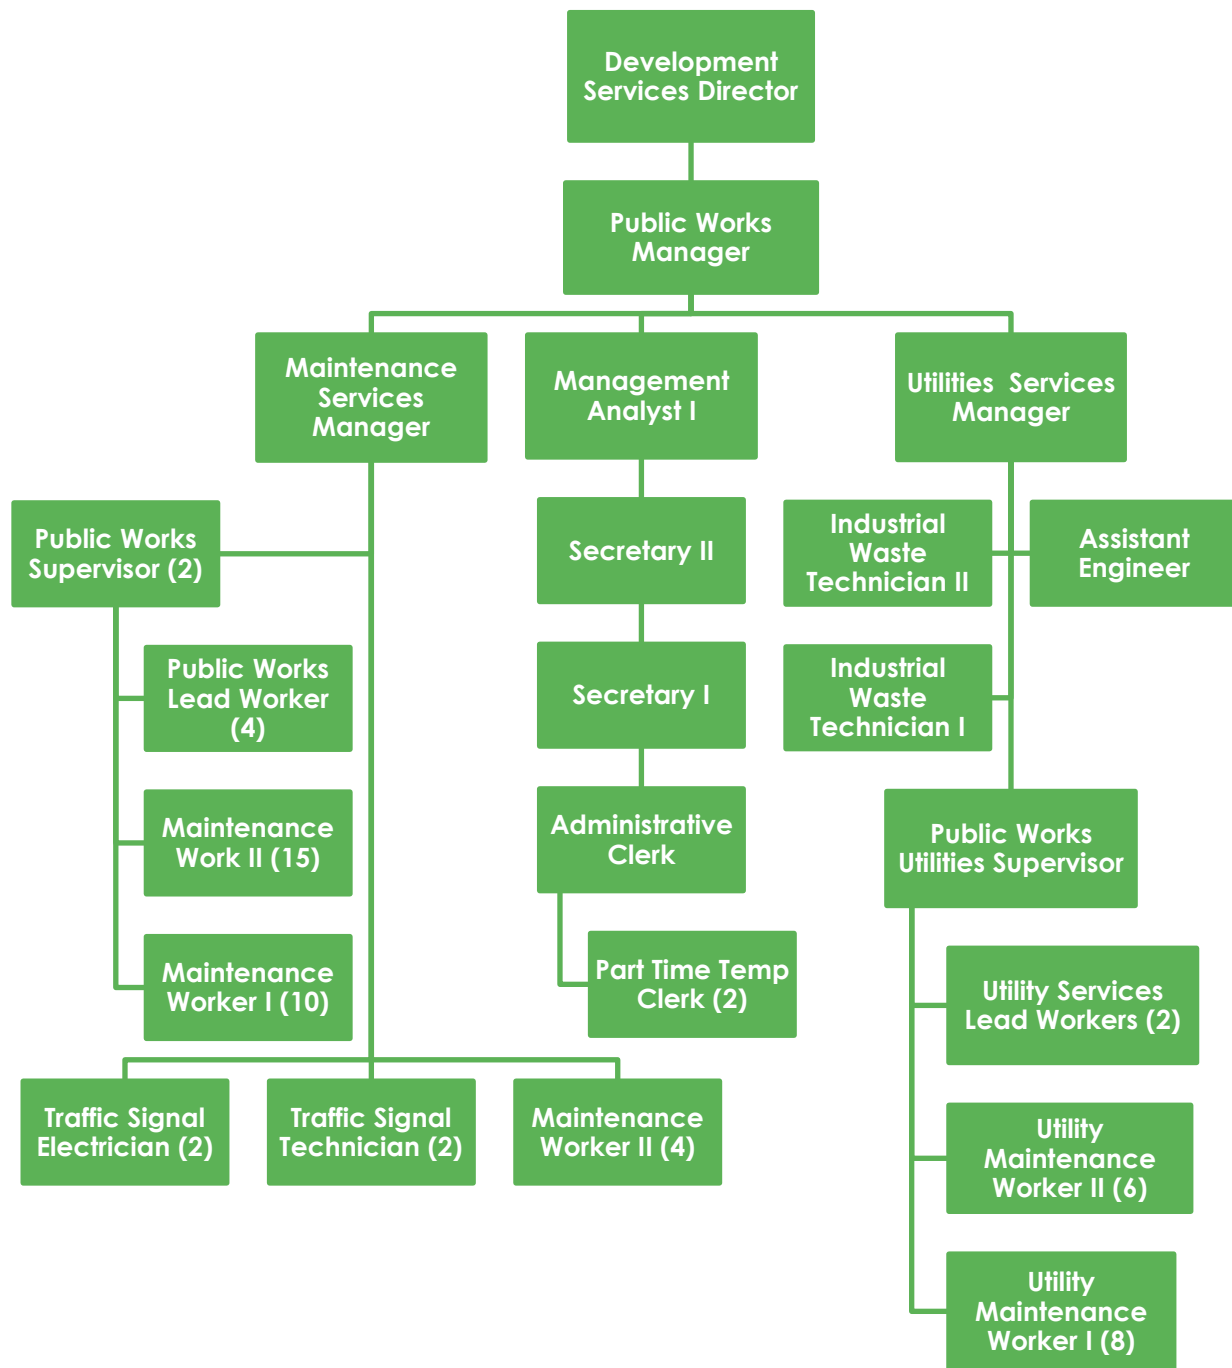 Development
Services Director
Public Works
Manager
Maintenance
Services
Manager
Management
Analyst I
Utilities  Services
Manager
Public Works
Supervisor (2)
Secretary II
Industrial
Waste
Technician II
Assistant
Engineer
Public Works
Lead Worker
(4)
Secretary I
Industrial
Waste
Technician I
Maintenance
Work II (15)
Administrative
Clerk
Public Works
Utilities Supervisor
Maintenance
Worker I (10)
Part Time Temp
Clerk (2)
Utility Services
Lead Workers (2)
Traffic Signal
Electrician (2)
Traffic Signal
Technician (2)
Maintenance
Worker II (4)
Utility
Maintenance
Worker II (6)
Utility
Maintenance
Worker I (8)